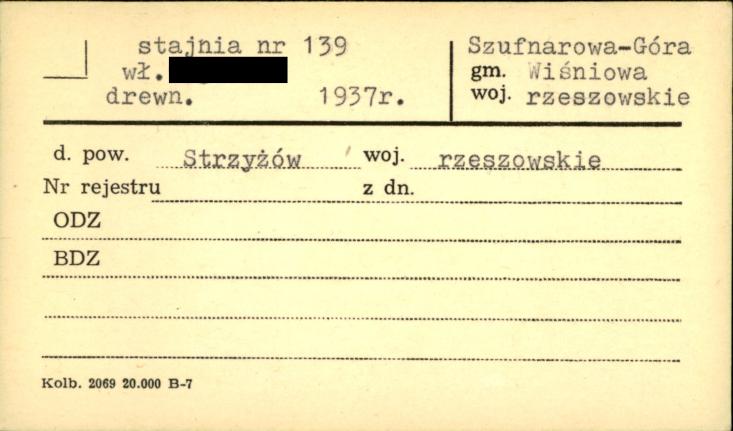 stajnia nr 139
wł.
drewn. 1937r.
Szufnarowa-Góra
gm. Wiśniowa
woj. rzeszowskie
d. pow. Strzyżów woj. rzeszowskie
Nr rejestru z dn.
ODZ
BDZ
Kolb. 2069 20.000 B-7